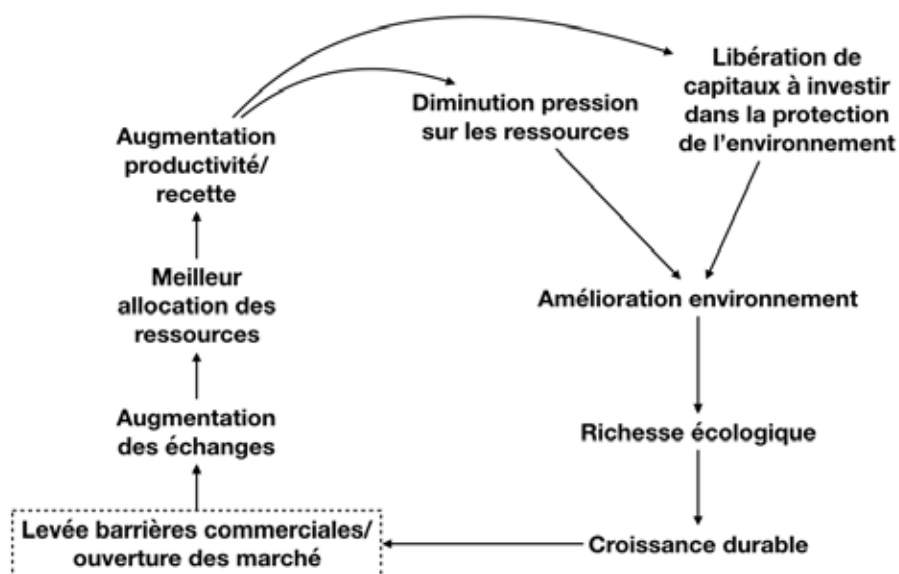 Libération de
capitaux à investir
dans la protection
de l'environnement
Diminution pression
sur les ressources
Augmentation
productivité/
recette
Meilleur
allocation des
ressources
Amélioration environnement
Augmentation
des échanges
Richesse écologique
Levée barrières commerciales/
ouverture des marché
Croissance durable